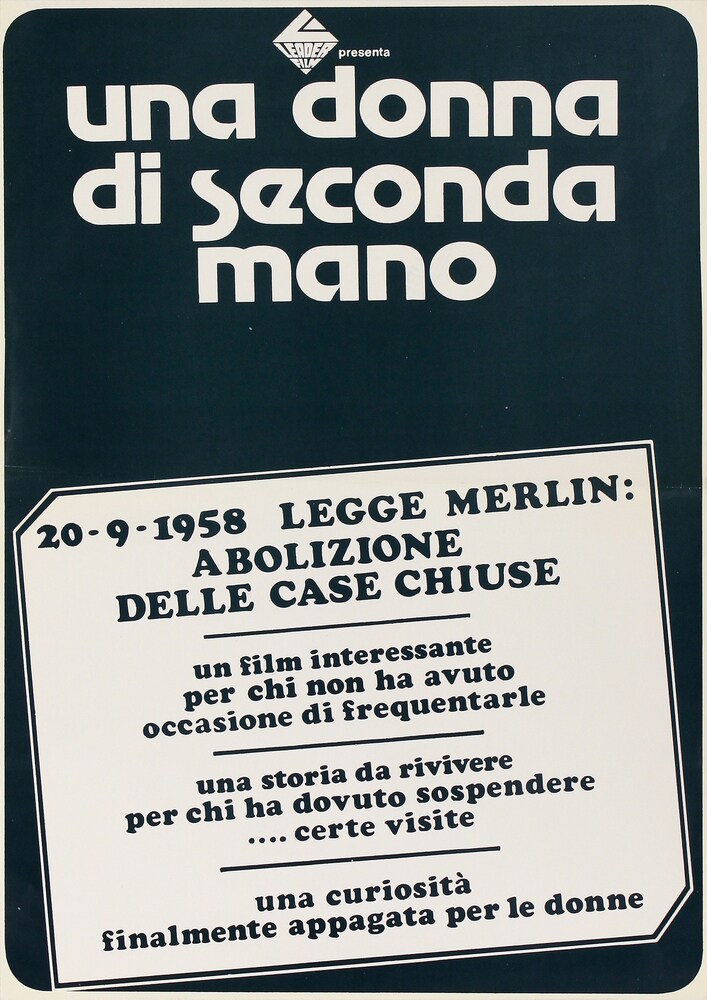 LEADER
FILM
presenta
una donna
di seconda
mano
20-9-1958 LEGGE MERLIN:
ABOLIZIONE
DELLE CASE CHIUSE
un film interessante
per chi non ha avuto
occasione di frequentarle
una storia da rivivere
per chi ha dovuto sospendere
.... certe visite
una curiosità
finalmente appagata per le donne